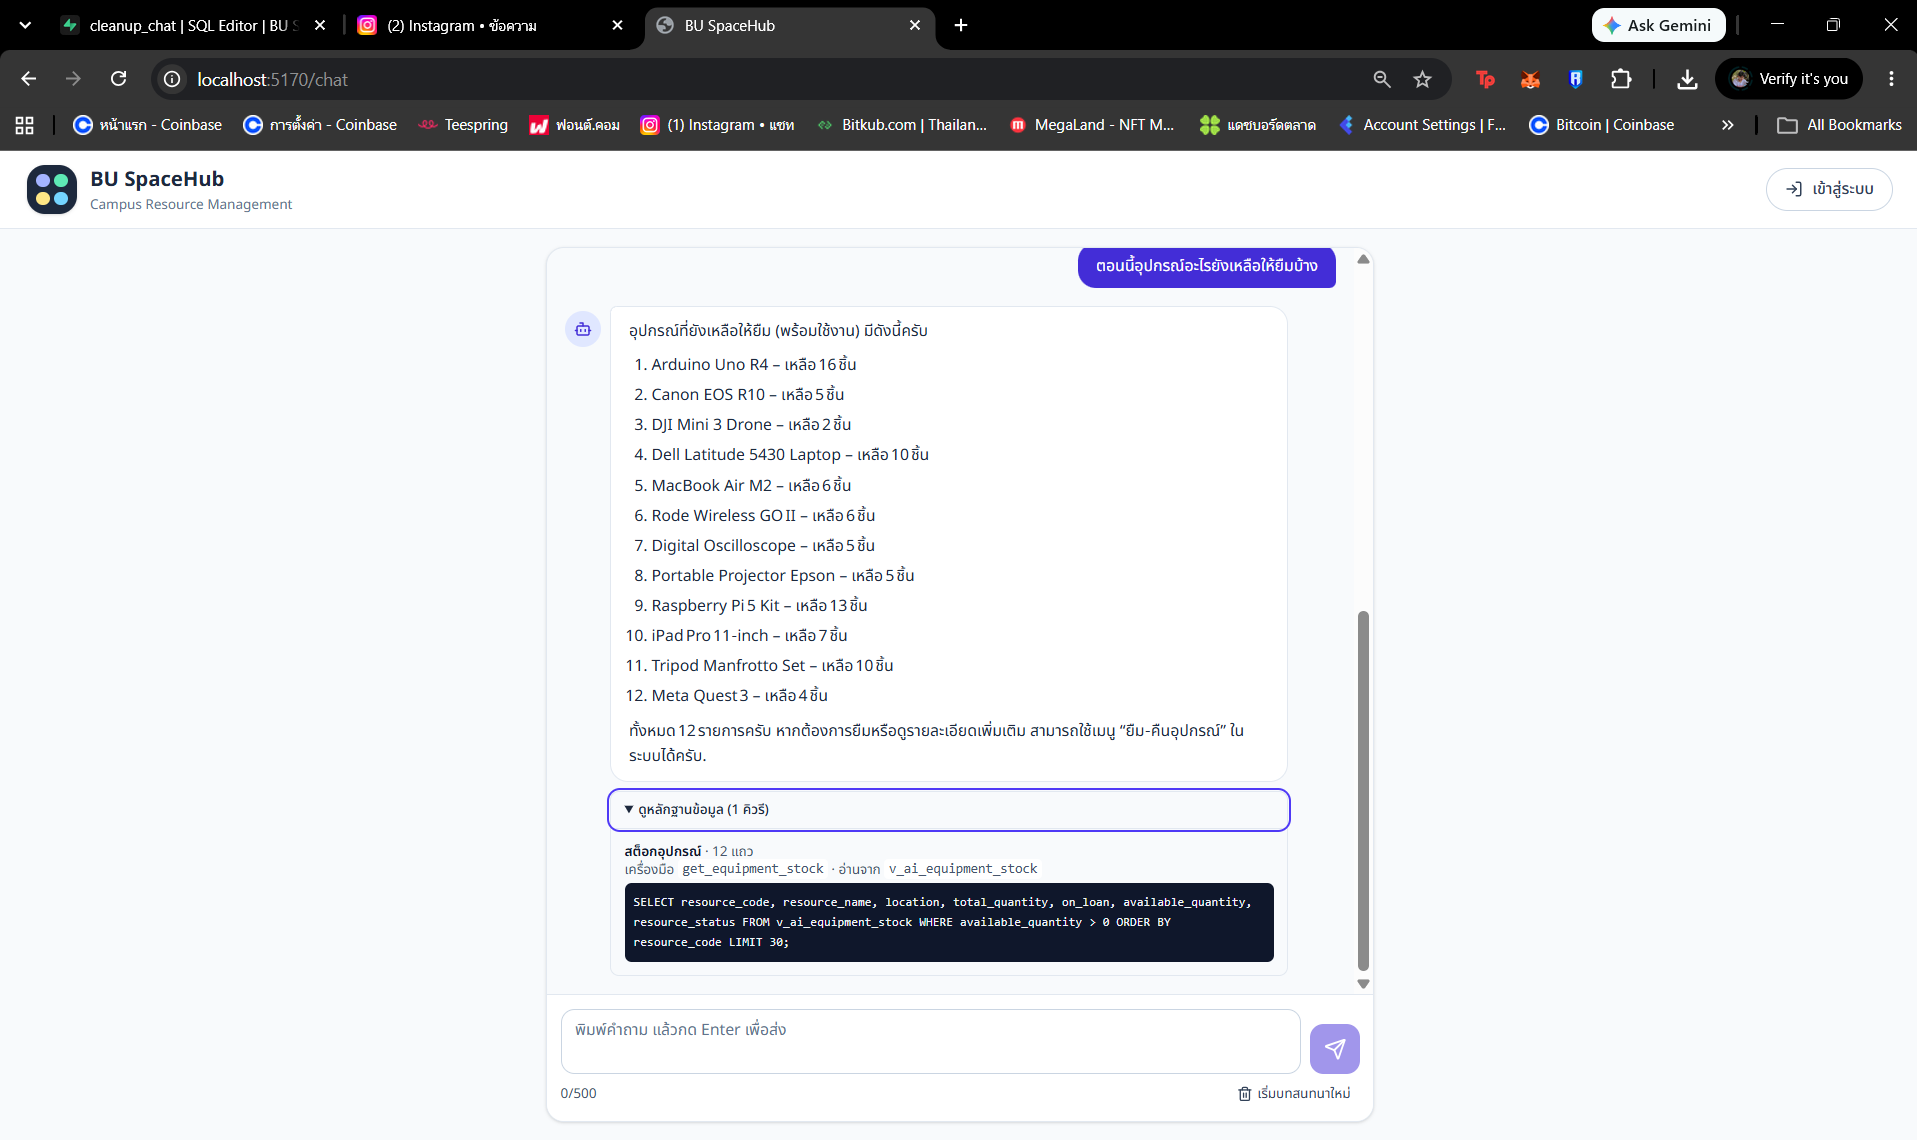 cleanup_chat | SQL Editor | BU S
(2) Instagram • ข้อความ
BU SpaceHub
Ask Gemini
localhost:5170/chat
Tp
Verify it's you
หน้าแรก - Coinbase
การตั้งค่า - Coinbase
Teespring
ฟอนต์.คอม
(1) Instagram • แชท
Bitkub.com | Thailan...
MegaLand - NFT M...
แดชบอร์ดตลาด
Account Settings | F...
Bitcoin | Coinbase
All Bookmarks
BU SpaceHub
Campus Resource Management
เข้าสู่ระบบ
ตอนนี้อุปกรณ์อะไรยังเหลือให้ยืมบ้าง
อุปกรณ์ที่ยังเหลือให้ยืม (พร้อมใช้งาน) มีดังนี้ครับ
1. Arduino Uno R4 – เหลือ 16 ชิ้น
2. Canon EOS R10 – เหลือ 5 ชิ้น
3. DJI Mini 3 Drone – เหลือ 2 ชิ้น
4. Dell Latitude 5430 Laptop – เหลือ 10 ชิ้น
5. MacBook Air M2 – เหลือ 6 ชิ้น
6. Rode Wireless GO II – เหลือ 6 ชิ้น
7. Digital Oscilloscope – เหลือ 5 ชิ้น
8. Portable Projector Epson – เหลือ 5 ชิ้น
9. Raspberry Pi 5 Kit – เหลือ 13 ชิ้น
10. iPad Pro 11-inch – เหลือ 7 ชิ้น
11. Tripod Manfrotto Set – เหลือ 10 ชิ้น
12. Meta Quest 3 – เหลือ 4 ชิ้น
ทั้งหมด 12 รายการครับ หากต้องการยืมหรือดูรายละเอียดเพิ่มเติม สามารถใช้เมนู “ยืม-คืนอุปกรณ์” ใน
ระบบได้ครับ.
▼ ดูหลักฐานข้อมูล (1 คิวรี)
สต็อกอุปกรณ์ · 12 แถว
เครื่องมือ get_equipment_stock · อ่านจาก v_ai_equipment_stock
SELECT resource_code, resource_name, location, total_quantity, on_loan, available_quantity,
resource_status FROM v_ai_equipment_stock WHERE available_quantity > 0 ORDER BY
resource_code LIMIT 30;
พิมพ์คำถาม แล้วกด Enter เพื่อส่ง
0/500
เริ่มบทสนทนาใหม่